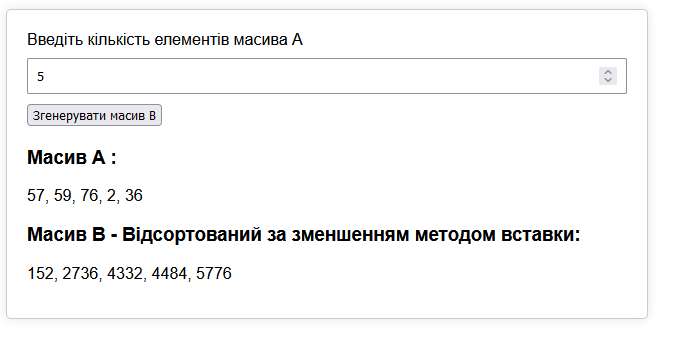 Введіть кількість елементів масива А
5
Згенерувати масив В
Масив А :
57, 59, 76, 2, 36
Масив В - Відсортований за зменшенням методом вставки:
152, 2736, 4332, 4484, 5776